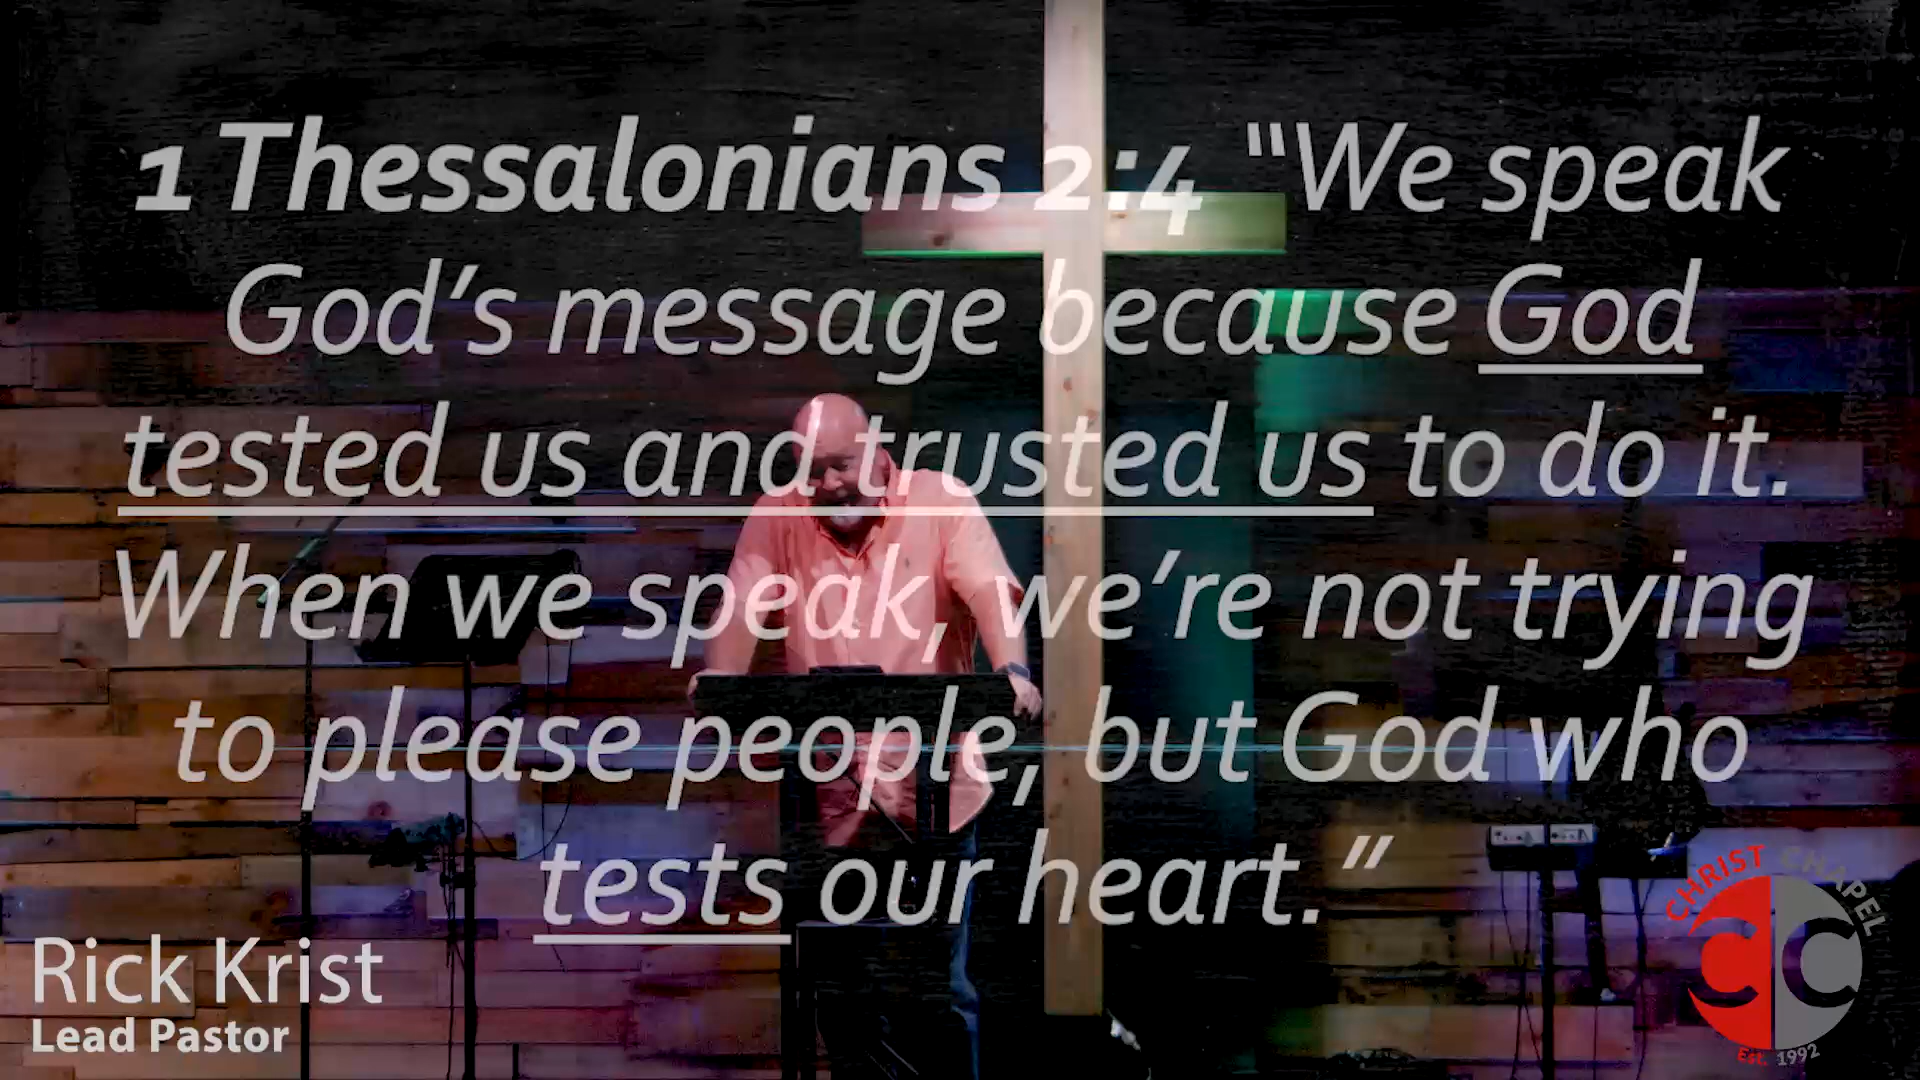 1 Thessalonians 2:4 "We speak
God’s message because God
tested us and trusted us to do it.
When we speak, we’re not trying
to please people, but God who
tests our heart.”
Rick Krist
Lead Pastor
CHRIST CHAPEL
CC
Est. 1992